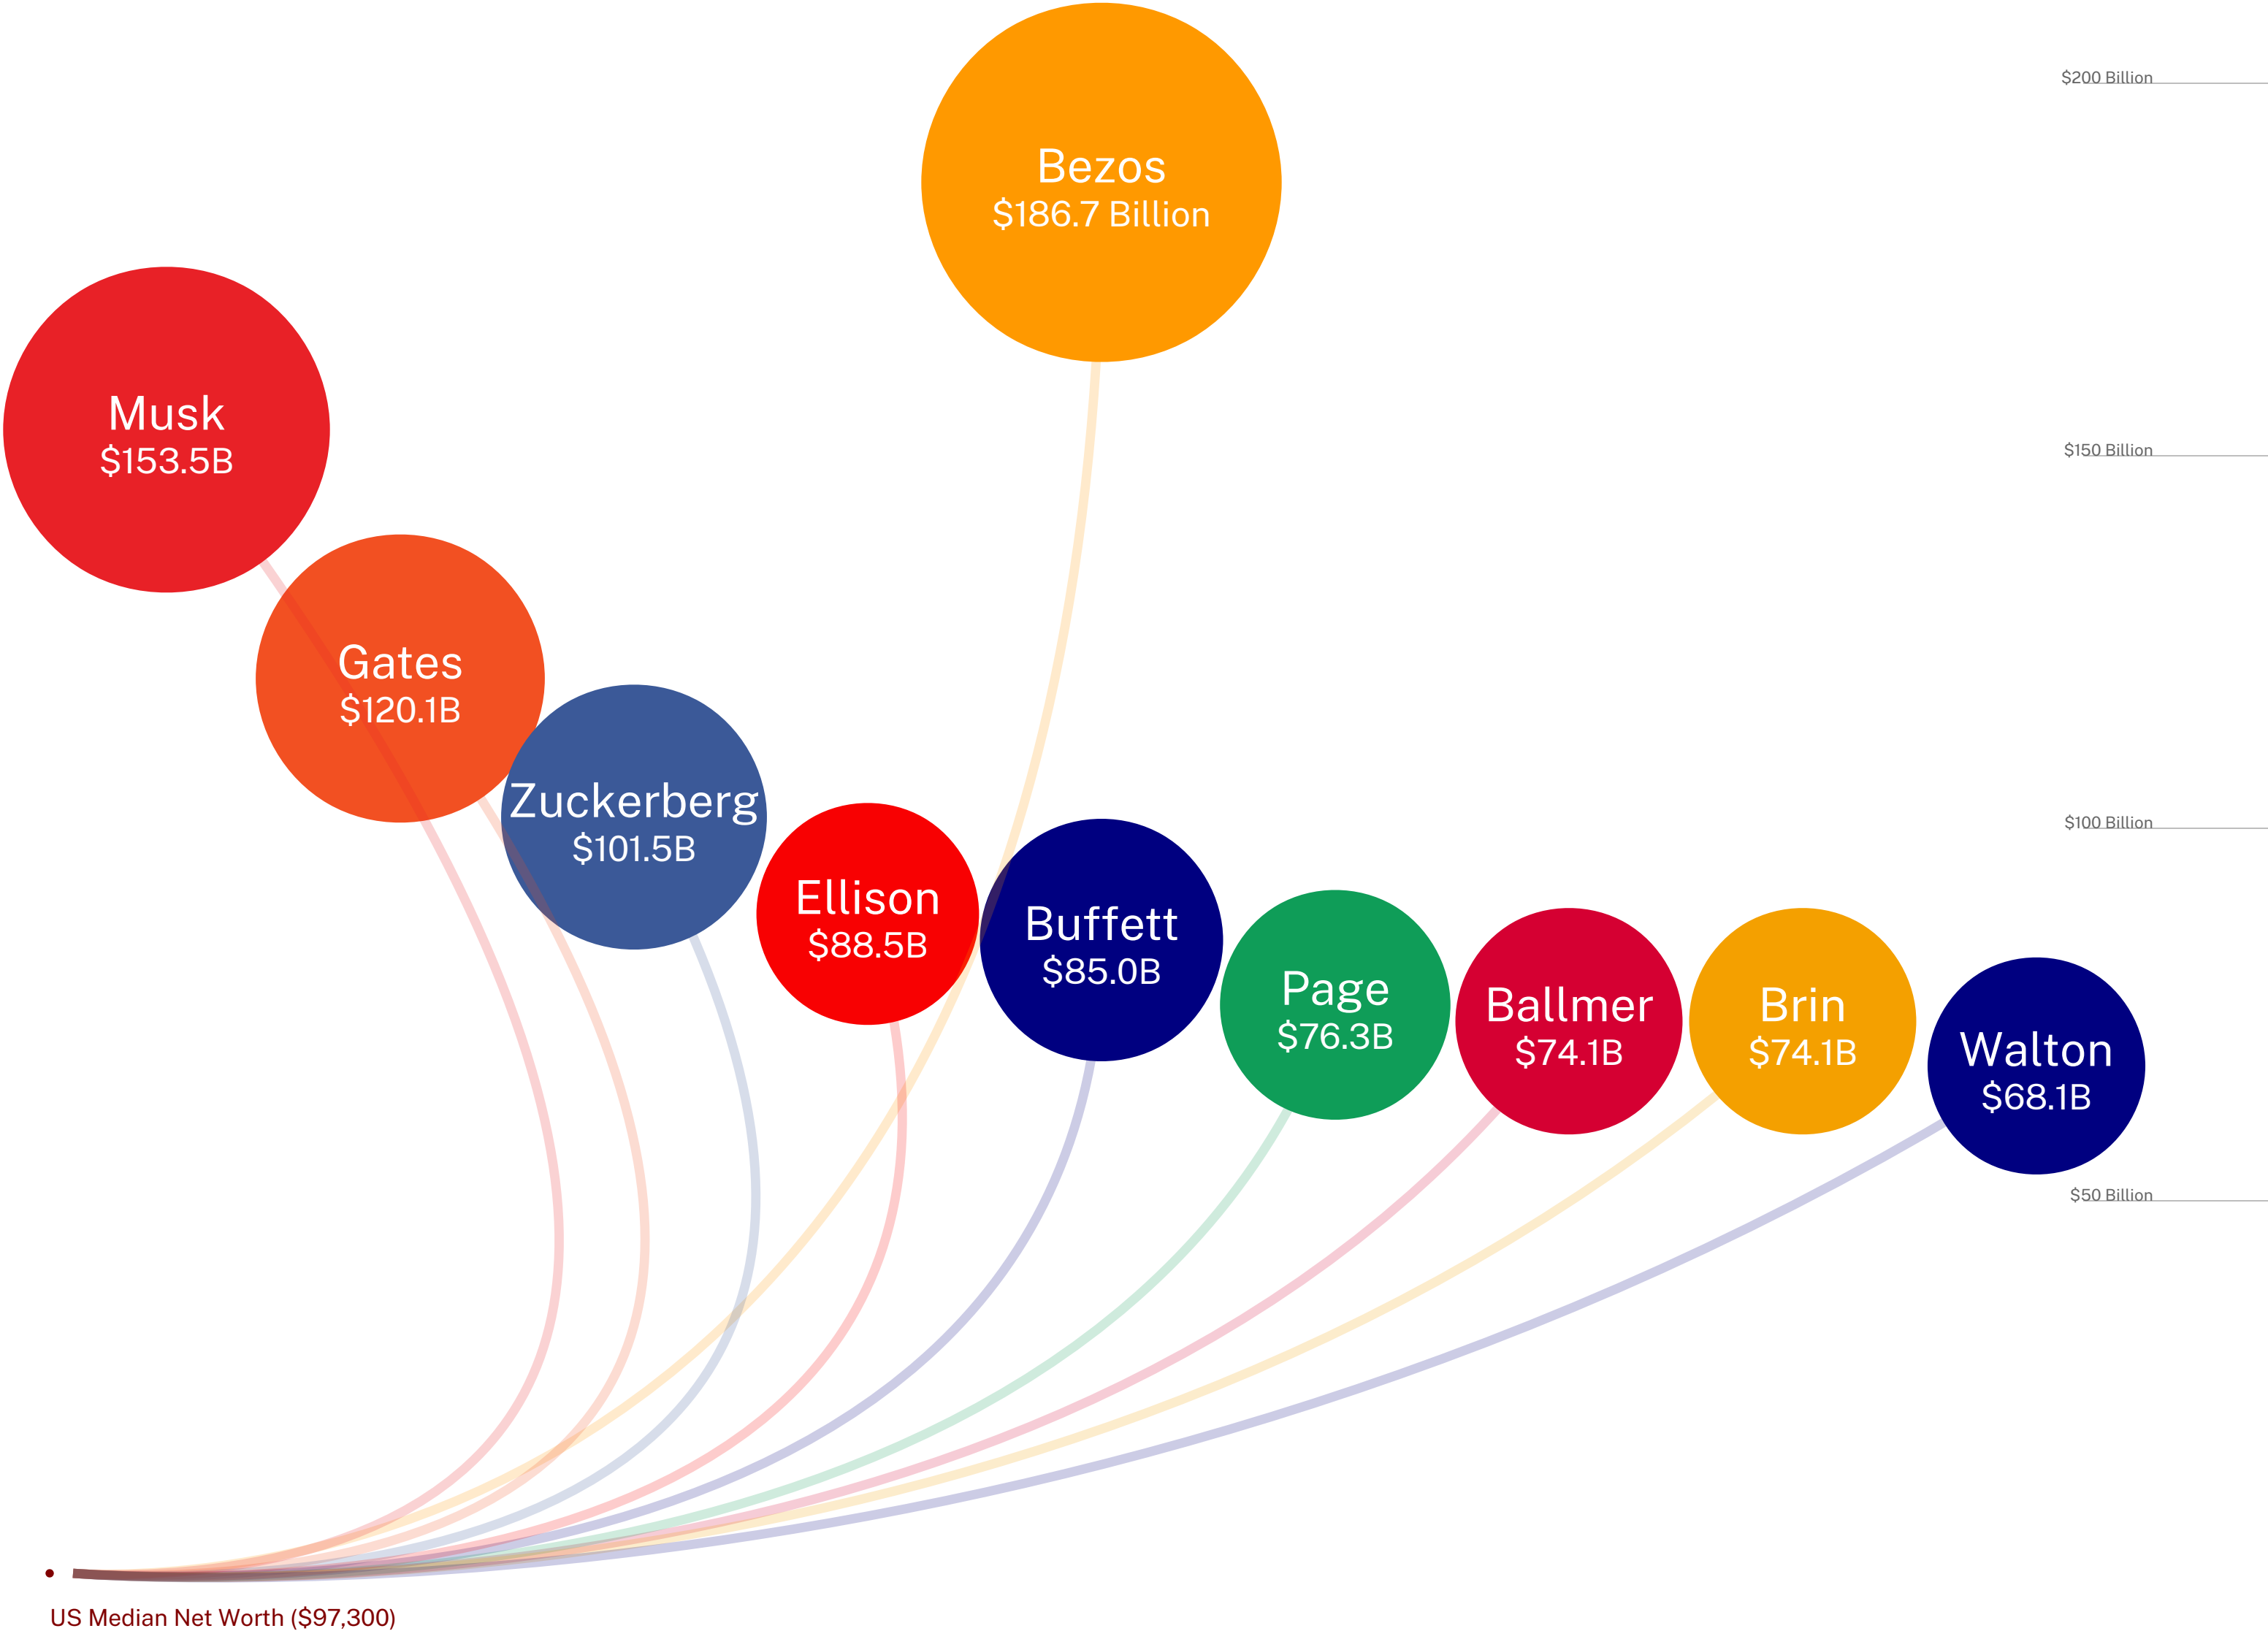 $200 Billion
Bezos
$186.7 Billion
Musk
$153.5B
$150 Billion
Gates
$120.1B
Zuckerberg
$101.5B
$100 Billion
Ellison
$88.5B
Buffett
$85.0B
Page
$76.3B
Ballmer
$74.1B
Brin
$74.1B
Walton
$68.1B
$50 Billion
US Median Net Worth ($97,300)